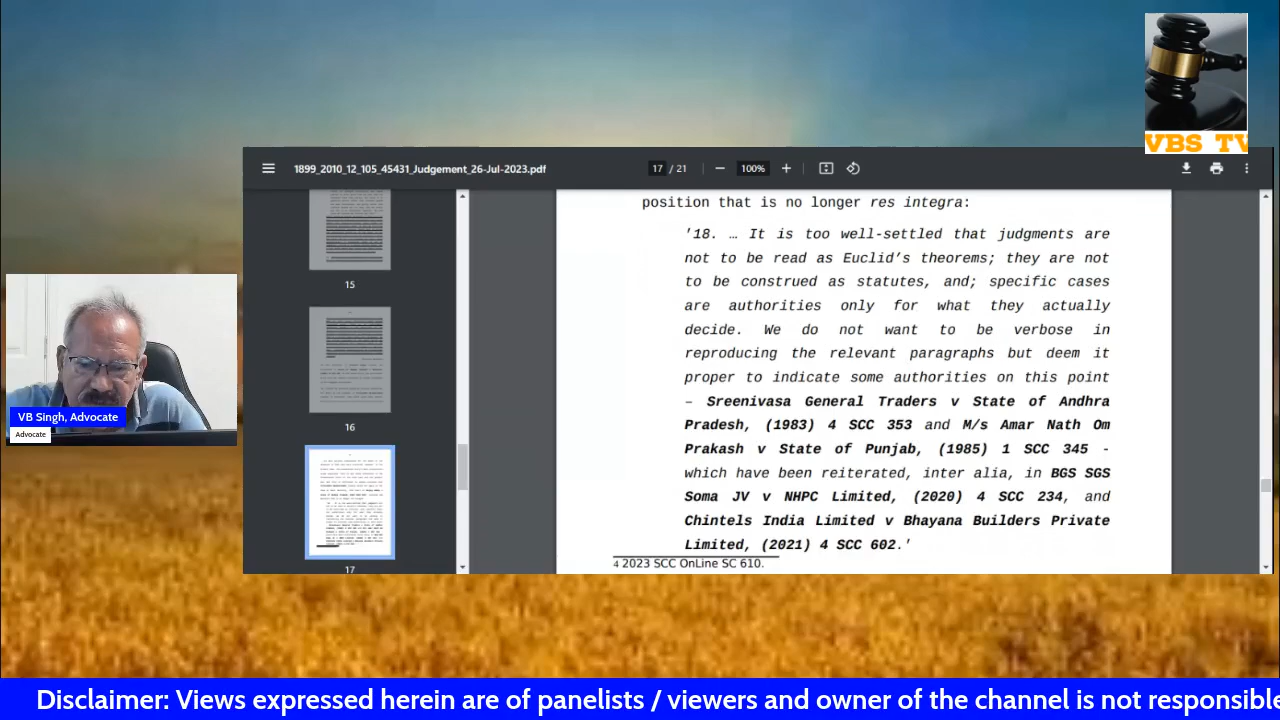 VBS TV
1899_2010_12_105_45431_Judgement_26-Jul-2023.pdf
17 / 21
100%
15
16
17
position that is no longer res integra:
'18. … It is too well-settled that judgments are
not to be read as Euclid's theorems; they are not
to be construed as statutes, and; specific cases
are authorities only for what they actually
decide. We do not want to be verbose in
reproducing the relevant paragraphs but deem it
proper to indicate some authorities on this point
– Sreenivasa General Traders v State of Andhra
Pradesh, (1983) 4 SCC 353 and M/s Amar Nath Om
Prakash v State of Punjab, (1985) 1 SCC 345 -
which have been reiterated, inter alia, in BGS SGS
Soma JV v NHPC Limited, (2020) 4 SCC 234, and
Chintels India Limited v Bhayana Builders Private
Limited, (2021) 4 SCC 602.'
4 2023 SCC OnLine SC 610.
VB Singh, Advocate
Advocate
Disclaimer: Views expressed herein are of panelists / viewers and owner of the channel is not responsible